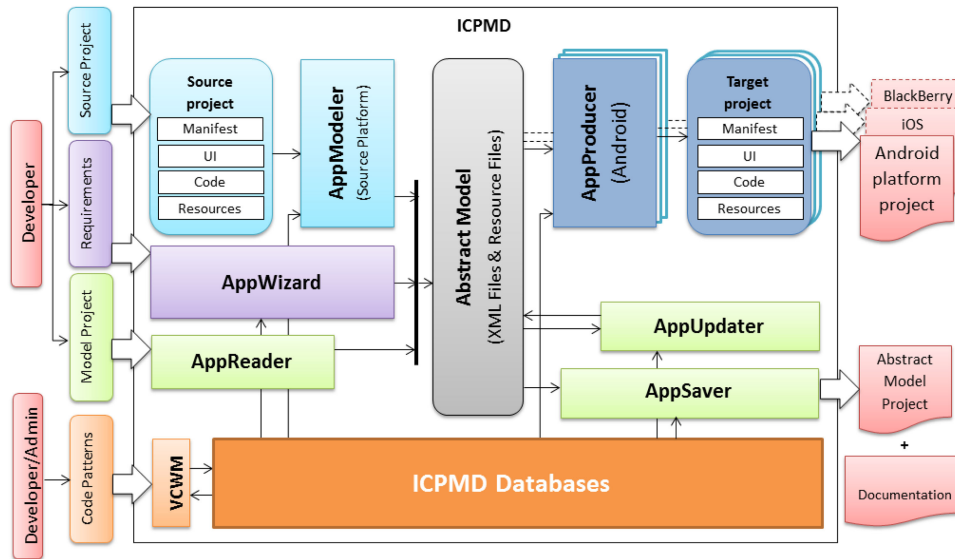 ICPMD
Developer
Source Project
Requirements
Model Project
Developer/Admin
Code Patterns
Source
project
Manifest
UI
Code
Resources
AppModeler
(Source Platform)
AppWizard
AppReader
VCWM
Abstract Model
(XML Files & Resource Files)
AppProducer
(Android)
Target
project
Manifest
UI
Code
Resources
AppUpdater
AppSaver
ICPMD Databases
BlackBerry
iOS
Android
platform
project
Abstract
Model
Project
+
Documentation